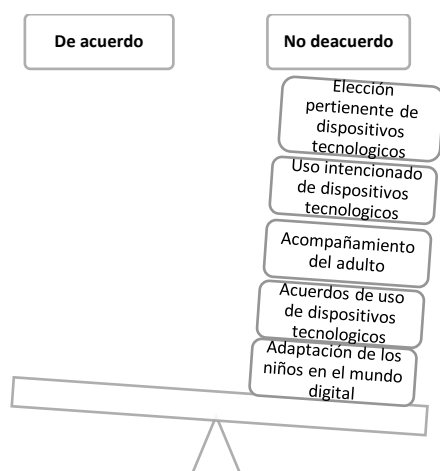 De acuerdo
No deacuerdo
Elección
pertienente de
dispositivos
tecnologicos
Uso intencionado
de dispositivos
tecnologicos
Acompañamiento
del adulto
Acuerdos de uso
de dispositivos
tecnologicos
Adaptación de los
niños en el mundo
digital